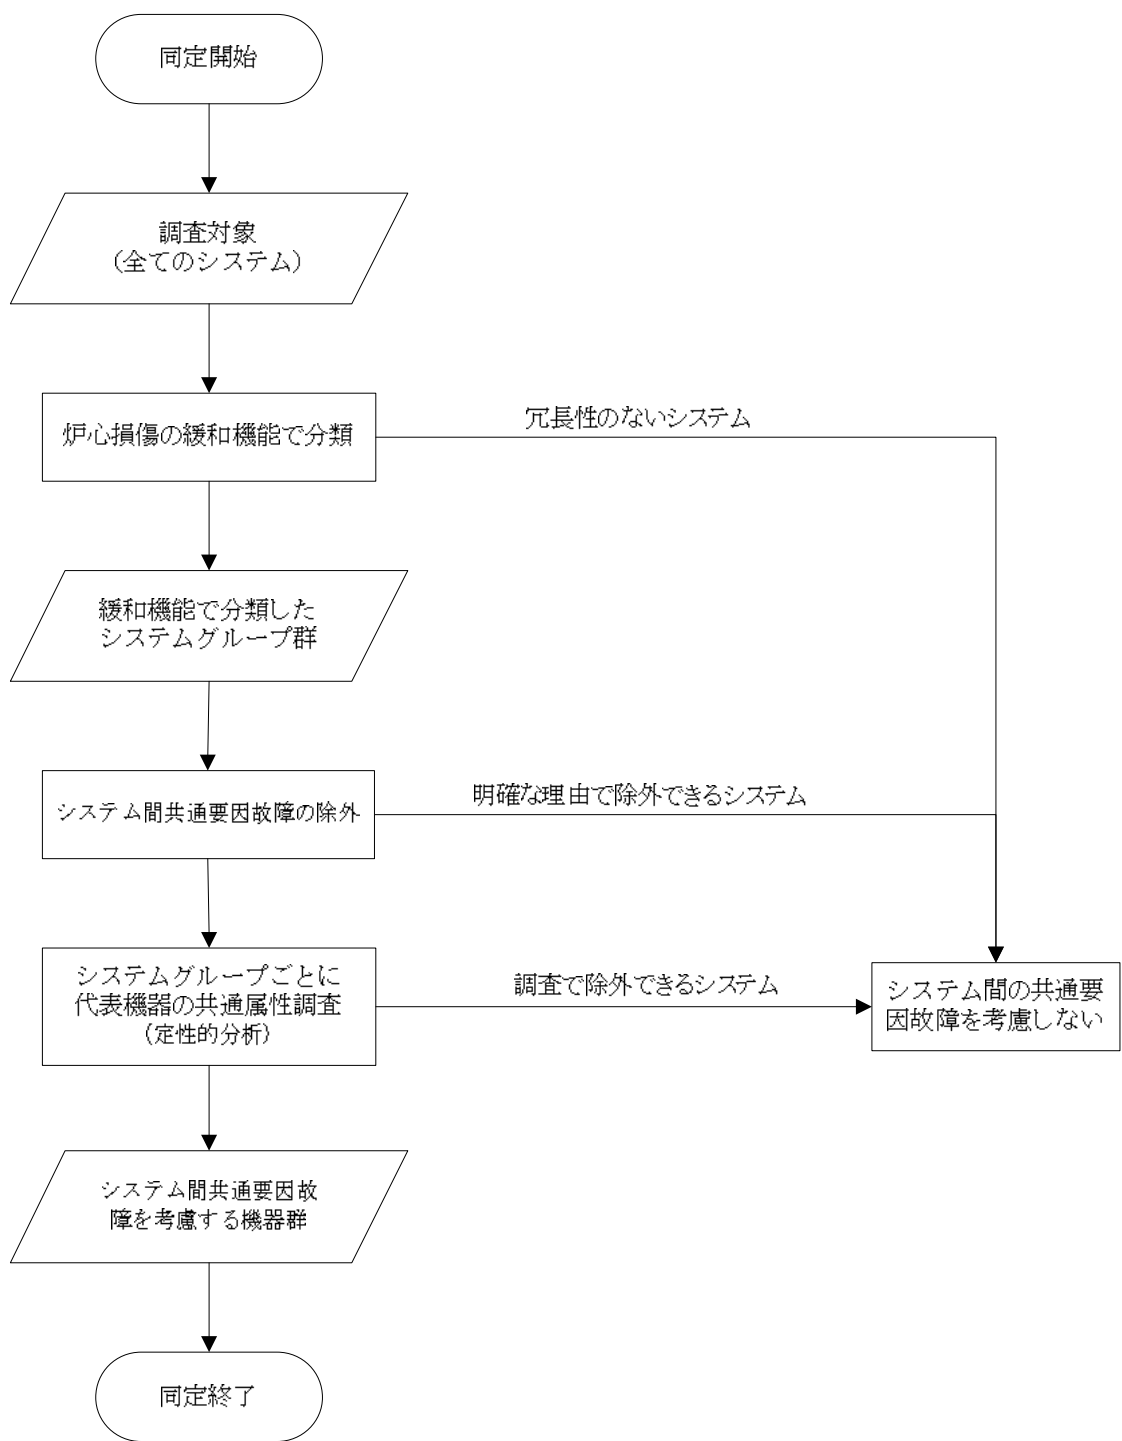 同定開始
調査対象
（全てのシステム）
炉心損傷の緩和機能で分類
冗長性のないシステム
緩和機能で分類した
システムグループ群
システム間共通要因故障の除外
明確な理由で除外できるシステム
システムグループごとに
代表機器の共通属性調査
（定性的分析）
調査で除外できるシステム
システム間の共通要
因故障を考慮しない
システム間共通要因故
障を考慮する機器群
同定終了